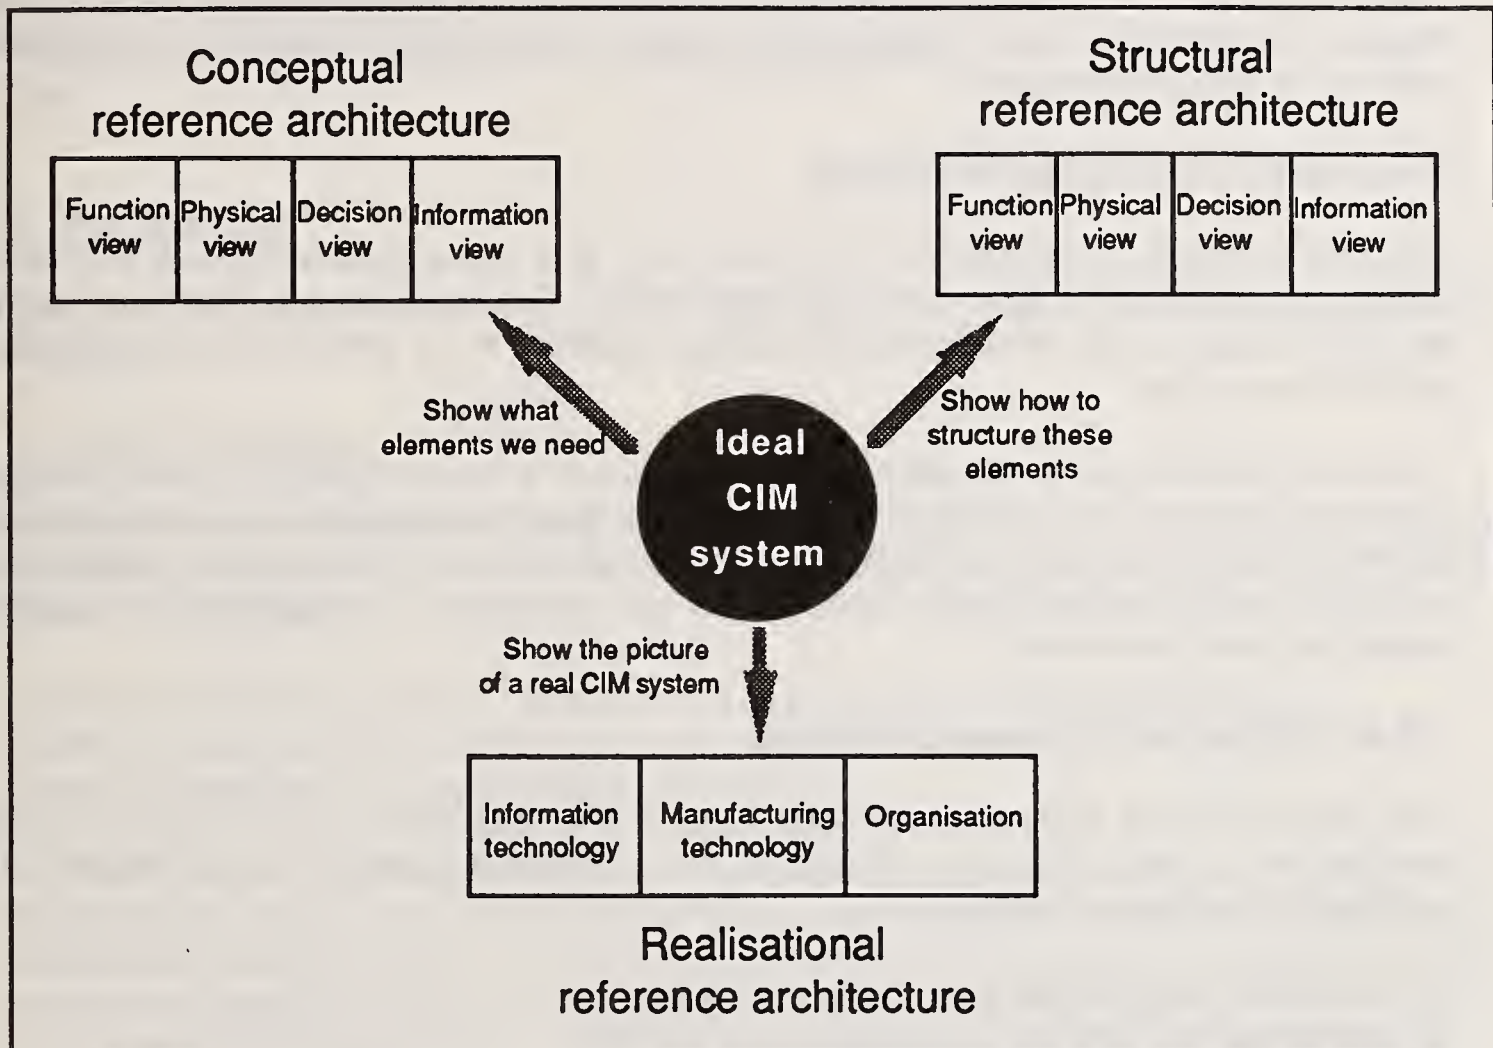 Conceptual
reference architecture
Function
view
Physical
view
Decision
view
Information
view
Structural
reference architecture
Function
view
Physical
view
Decision
view
Information
view
Show what
elements we need
Ideal
CIM
system
Show how to
structure these
elements
Show the picture
of a real CIM system
Information
technology
Manufacturing
technology
Organisation
Realisational
reference architecture